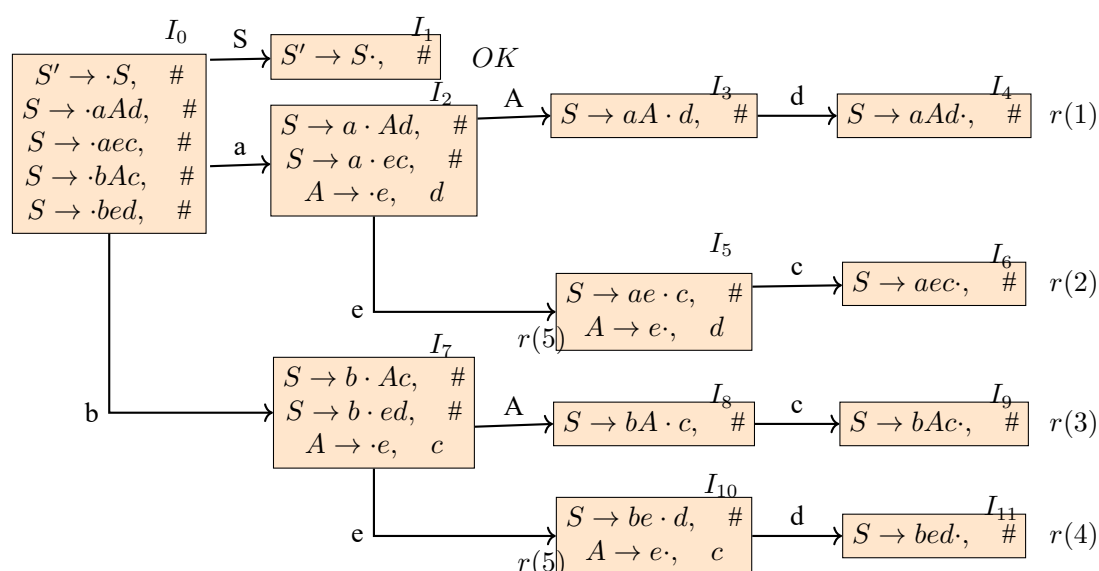 I₀
S′ → ·S, #
S → ·aAd, #
S → ·aec, #
S → ·bAc, #
S → ·bed, #
S
I₁
S′ → S·, #
OK
a
I₂
S → a · Ad, #
S → a · ec, #
A → ·e, d
A
I₃
S → aA · d, #
d
I₄
S → aAd·, #
r(1)
e
I₅
S → ae · c, #
A → e·, d
r(5)
c
I₆
S → aec·, #
r(2)
b
I₇
S → b · Ac, #
S → b · ed, #
A → ·e, c
A
I₈
S → bA · c, #
c
I₉
S → bAc·, #
r(3)
e
I₁₀
S → be · d, #
A → e·, c
r(5)
d
I₁₁
S → bed·, #
r(4)